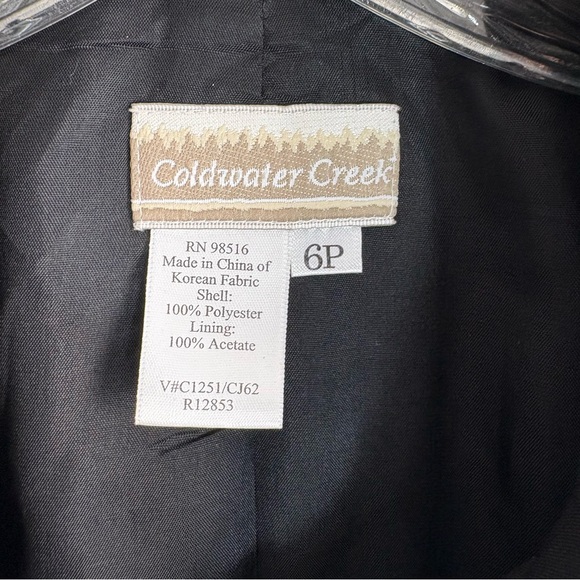 Coldwater Creek
6P
RN 98516
Made in China of
Korean Fabric
Shell:
100% Polyester
Lining:
100% Acetate
V#C1251/CJ62
R12853